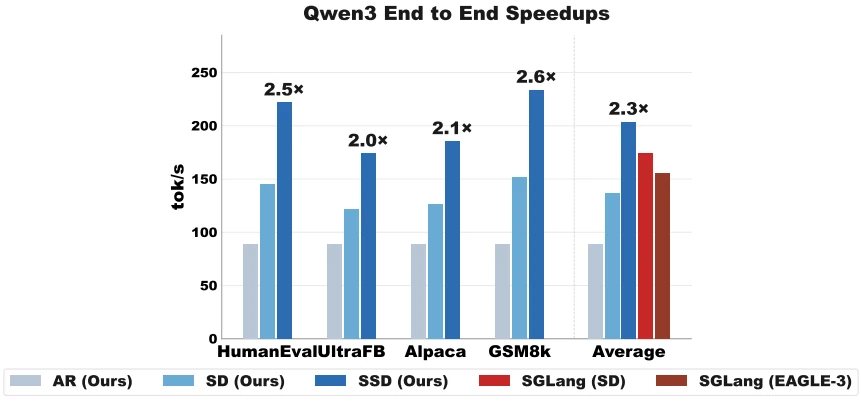 Qwen3 End to End Speedups
tok/s
250
200
150
100
50
0
2.5×
2.0×
2.1×
2.6×
2.3×
HumanEval UltraFB Alpaca GSM8k Average
AR (Ours) SD (Ours) SSD (Ours) SGLang (SD) SGLang (EAGLE-3)